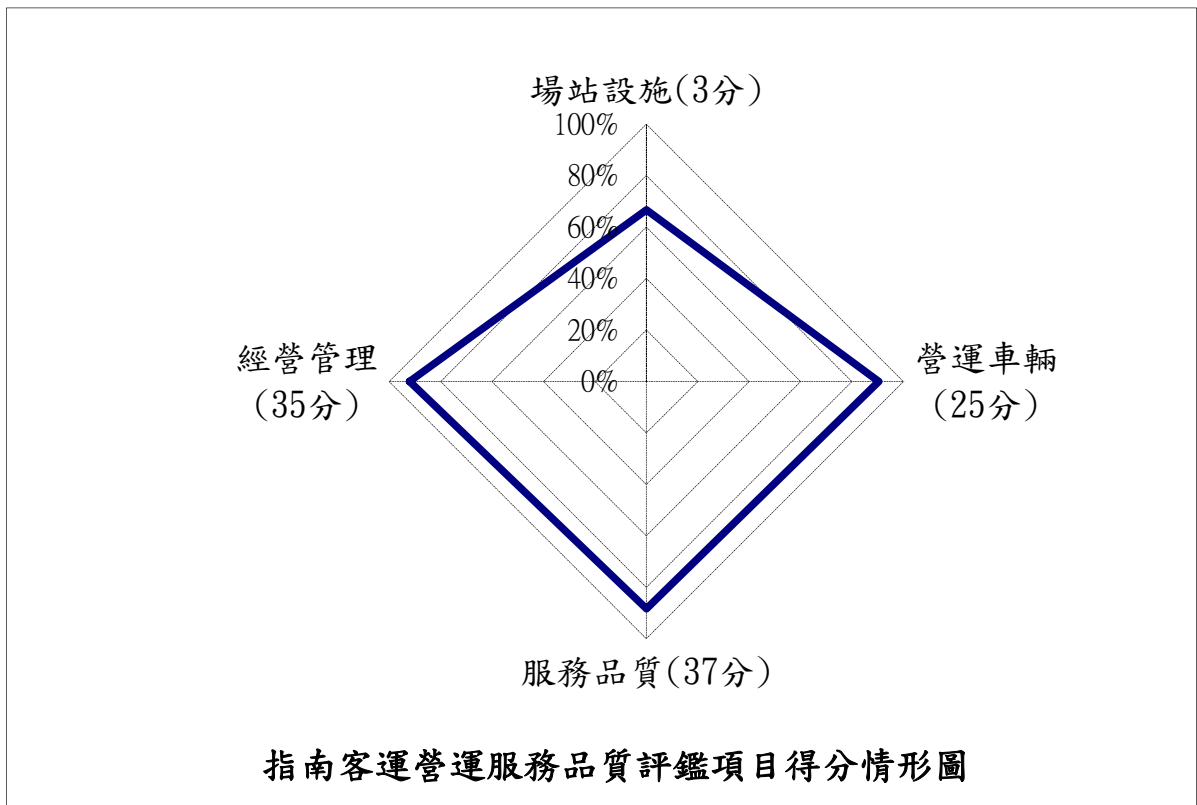 場站設施(3分)
100%
80%
60%
40%
20%
0%
經營管理
(35分)
營運車輛
(25分)
服務品質(37分)
指南客運營運服務品質評鑑項目得分情形圖